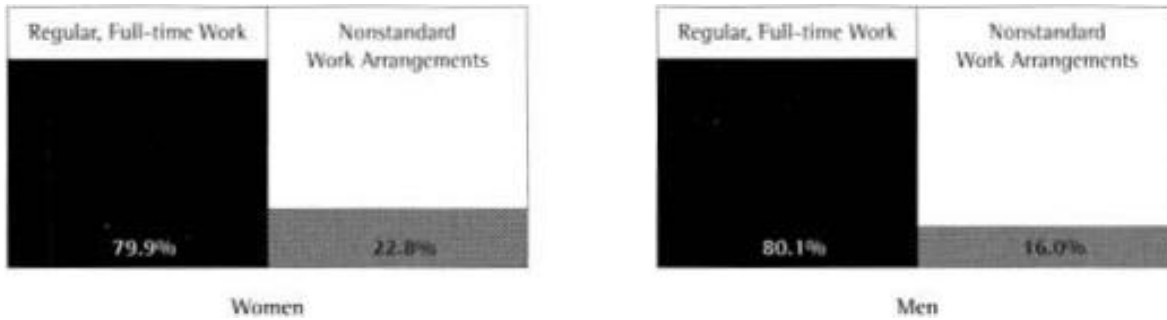 Regular, Full-time Work
Nonstandard
Work Arrangements
79.9%
22.8%
Women
Regular, Full-time Work
Nonstandard
Work Arrangements
80.1%
16.0%
Men